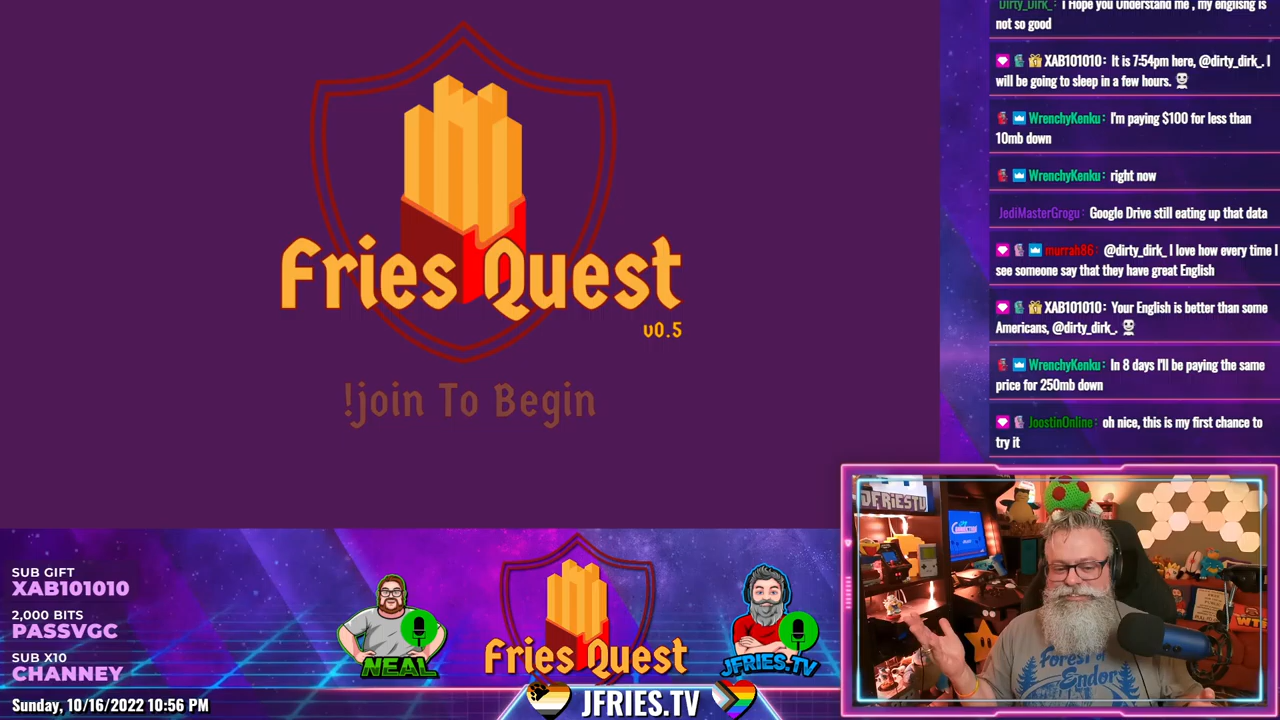 Fries Quest
v0.5
!join To Begin
Dirty_Dirk_: I Hope you Understand me , my englisng is
not so good
XAB101010: It is 7:54pm here, @dirty_dirk_. I
will be going to sleep in a few hours.
WrenchyKenku: I'm paying $100 for less than
10mb down
WrenchyKenku: right now
JediMasterGrogu: Google Drive still eating up that data
murrah86: @dirty_dirk_ I love how every time I
see someone say that they have great English
XAB101010: Your English is better than some
Americans, @dirty_dirk_.
WrenchyKenku: In 8 days I'll be paying the same
price for 250mb down
JoostinOnline: oh nice, this is my first chance to
try it
DFRIESTV
Forest of
Endor
SUB GIFT
XAB101010
2,000 BITS
PASSVGC
SUB X10
CHANNEY
NEAL
Fries Quest
JFRIES.TV
JFRIES.TV
Sunday, 10/16/2022 10:56 PM